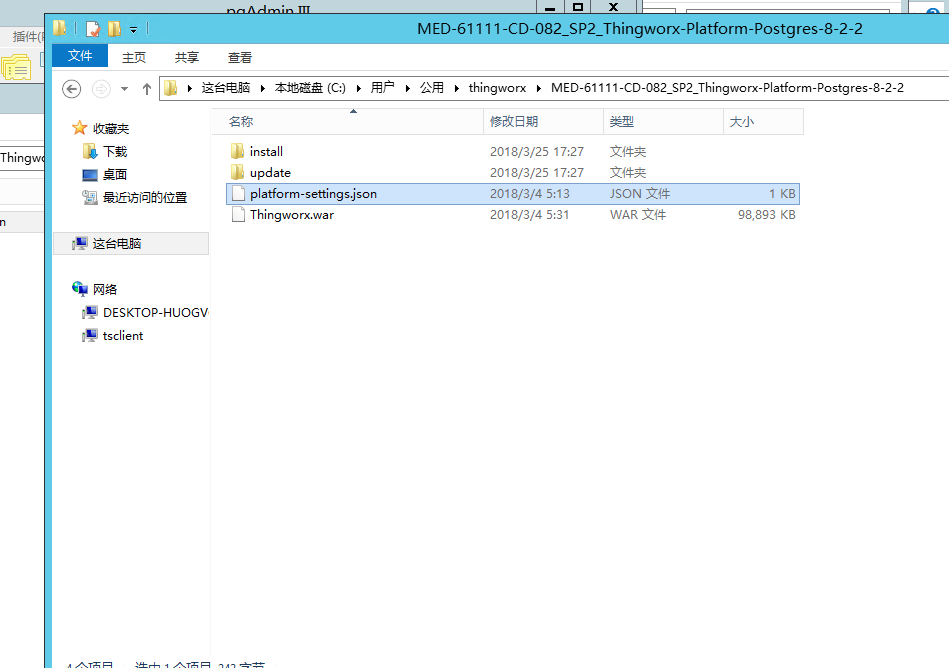 pgAdmin III
MED-61111-CD-082_SP2_Thingworx-Platform-Postgres-8-2-2
插件(
文件 主页 共享 查看
这台电脑 本地磁盘 (C:) 用户 公用 thingworx MED-61111-CD-082_SP2_Thingworx-Platform-Postgres-8-2-2
名称 修改日期 类型 大小
收藏夹
下载
桌面
最近访问的位置
这台电脑
网络
DESKTOP-HUOGV
tsclient
install 2018/3/25 17:27 文件夹
update 2018/3/25 17:27 文件夹
platform-settings.json 2018/3/4 5:13 JSON 文件 1 KB
Thingworx.war 2018/3/4 5:31 WAR 文件 98,893 KB
Thingwo
n
4 个项目 选中 1 个项目 242 字节